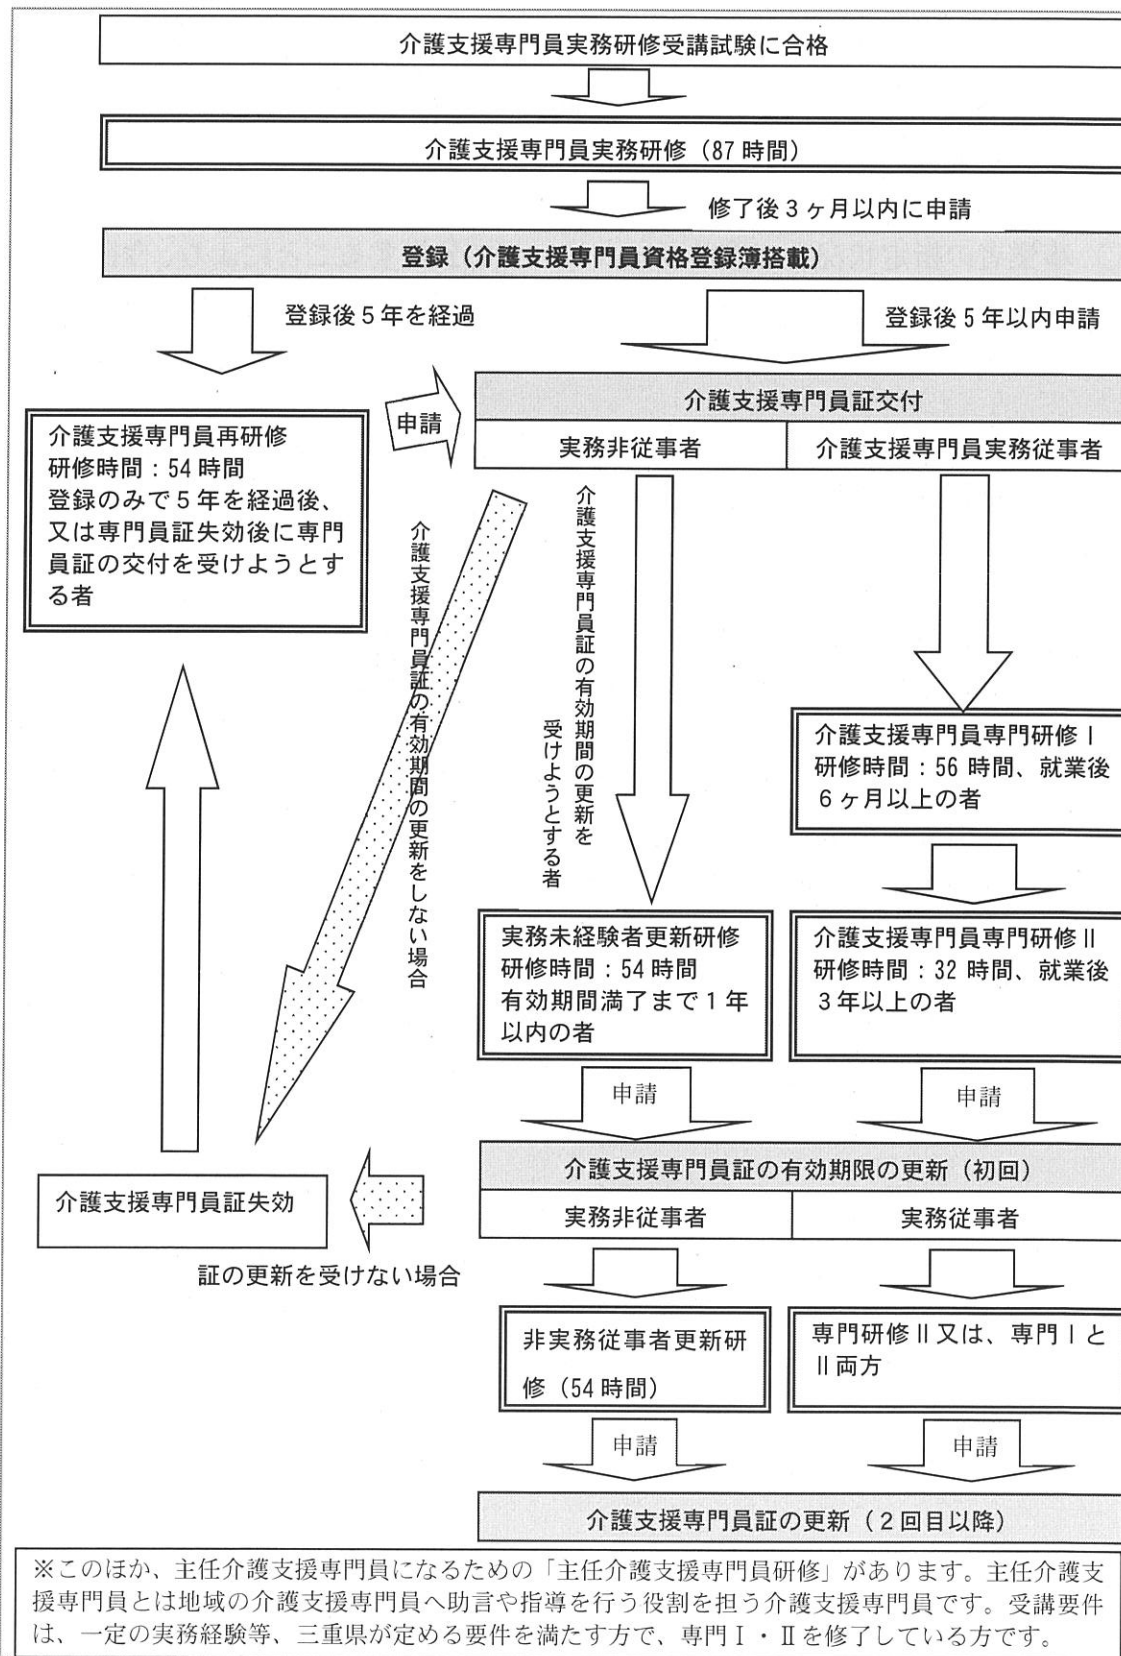 介護支援専門員実務研修受講試験に合格
介護支援専門員実務研修（87時間）
修了後３ヶ月以内に申請
登録（介護支援専門員資格登録簿搭載）
登録後５年を経過
登録後５年以内申請
介護支援専門員再研修
研修時間：54時間
登録のみで５年を経過後、
又は専門員証失効後に専門
員証の交付を受けようとす
る者
申請
介護支援専門員証交付
実務非従事者
介護支援専門員実務従事者
介護支援専門員証の有効期間の更新をしない場合
介護支援専門員証の有効期間の更新を
受けようとする者
介護支援専門員専門研修Ⅰ
研修時間：56時間、就業後
６ヶ月以上の者
実務未経験者更新研修
研修時間：54時間
有効期間満了まで１年
以内の者
介護支援専門員専門研修Ⅱ
研修時間：32時間、就業後
３年以上の者
申請
申請
介護支援専門員証の有効期限の更新（初回）
実務非従事者
実務従事者
介護支援専門員証失効
証の更新を受けない場合
非実務従事者更新研
修（54時間）
専門研修Ⅱ又は、専門Ⅰと
Ⅱ両方
申請
申請
介護支援専門員証の更新（２回目以降）
※このほか、主任介護支援専門員になるための「主任介護支援専門員研修」があります。主任介護支
援専門員とは地域の介護支援専門員へ助言や指導を行う役割を担う介護支援専門員です。受講要件
は、一定の実務経験等、三重県が定める要件を満たす方で、専門Ⅰ・Ⅱを修了している方です。